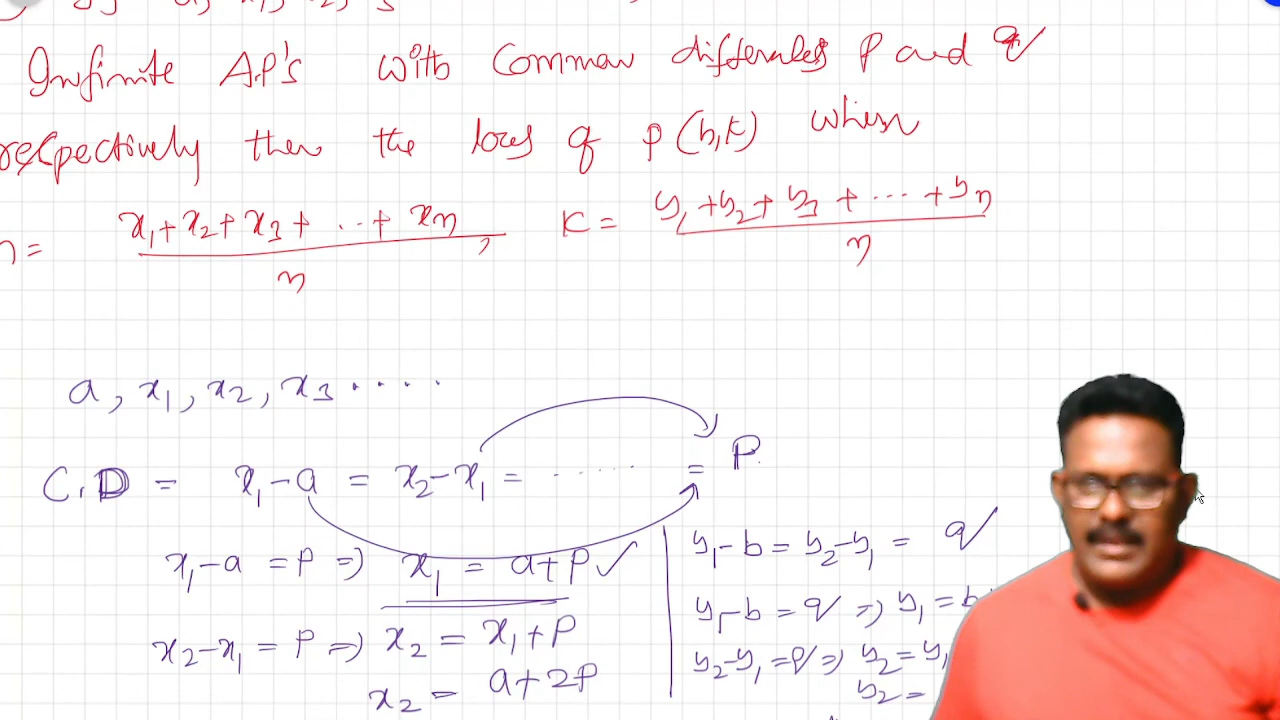 Infinite A.P's with Common differences P and q
respectively then the locus of P(h,k) where
h = x₁+x₂+x₃+ ... + xₙ / n , K = y₁+y₂+y₃+ ... + yₙ / n
a, x₁, x₂, x₃ ....
C.D = x₁-a = x₂-x₁ = ...... = P.
x₁-a = P ⇒ x₁ = a+P ✓
x₂-x₁ = P ⇒ x₂ = x₁+P
x₂ = a+2P
y₁-b = y₂-y₁ = q
y₁-b = q ⇒ y₁ = b
y₂-y₁ = q ⇒ y₂ = y₁
y₂ =